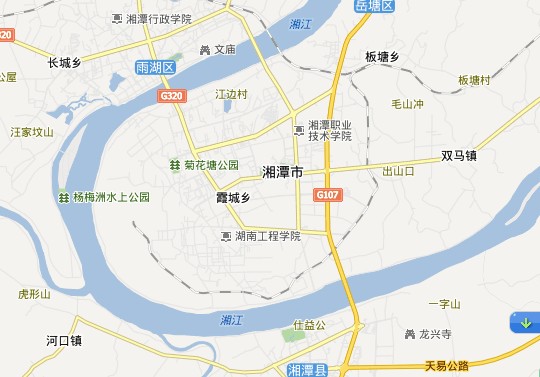 岳塘区
湘潭行政学院
湘江
320
文庙
长城乡
板塘乡
雨湖区
公屋
板塘村
G320
江边村
毛山冲
湘潭职业
技术学院
汪家坟山
双马镇
菊花塘公园
湘潭市
出山口
杨梅洲水上公园
霞城乡
G107
湖南工程学院
虎形山
一字山
湘江
仕益公
河口镇
龙兴寺
湘潭县
天易公路